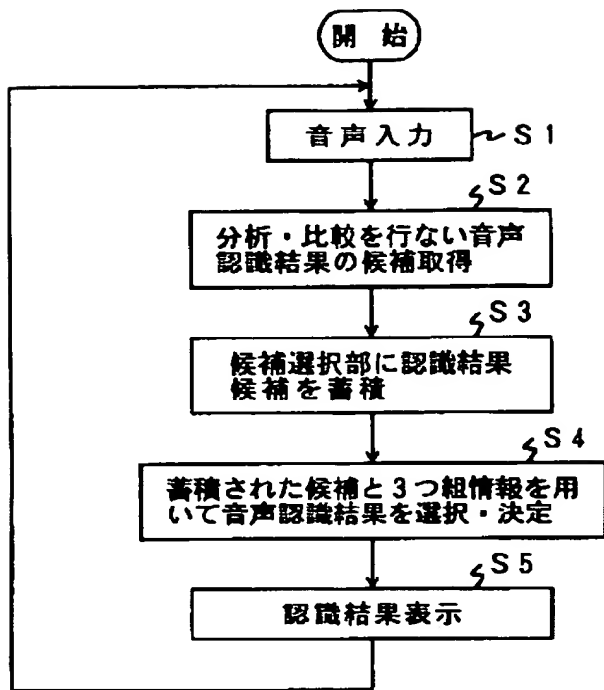 開始
音声入力
S1
S2
分析・比較を行ない音声
認識結果の候補取得
S3
候補選択部に認識結果
候補を蓄積
S4
蓄積された候補と3つ組情報を用
いて音声認識結果を選択・決定
S5
認識結果表示